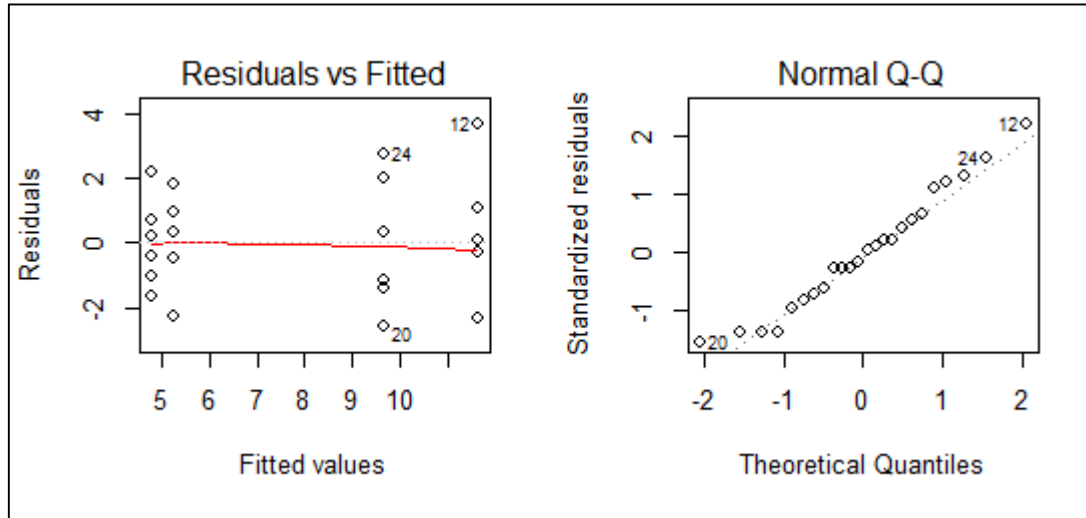 Residuals vs Fitted
Residuals
4
2
0
-2
12
24
20
5 6 7 8 9 10
Fitted values
Normal Q-Q
Standardized residuals
2
1
0
-1
12
24
20
-2 -1 0 1 2
Theoretical Quantiles